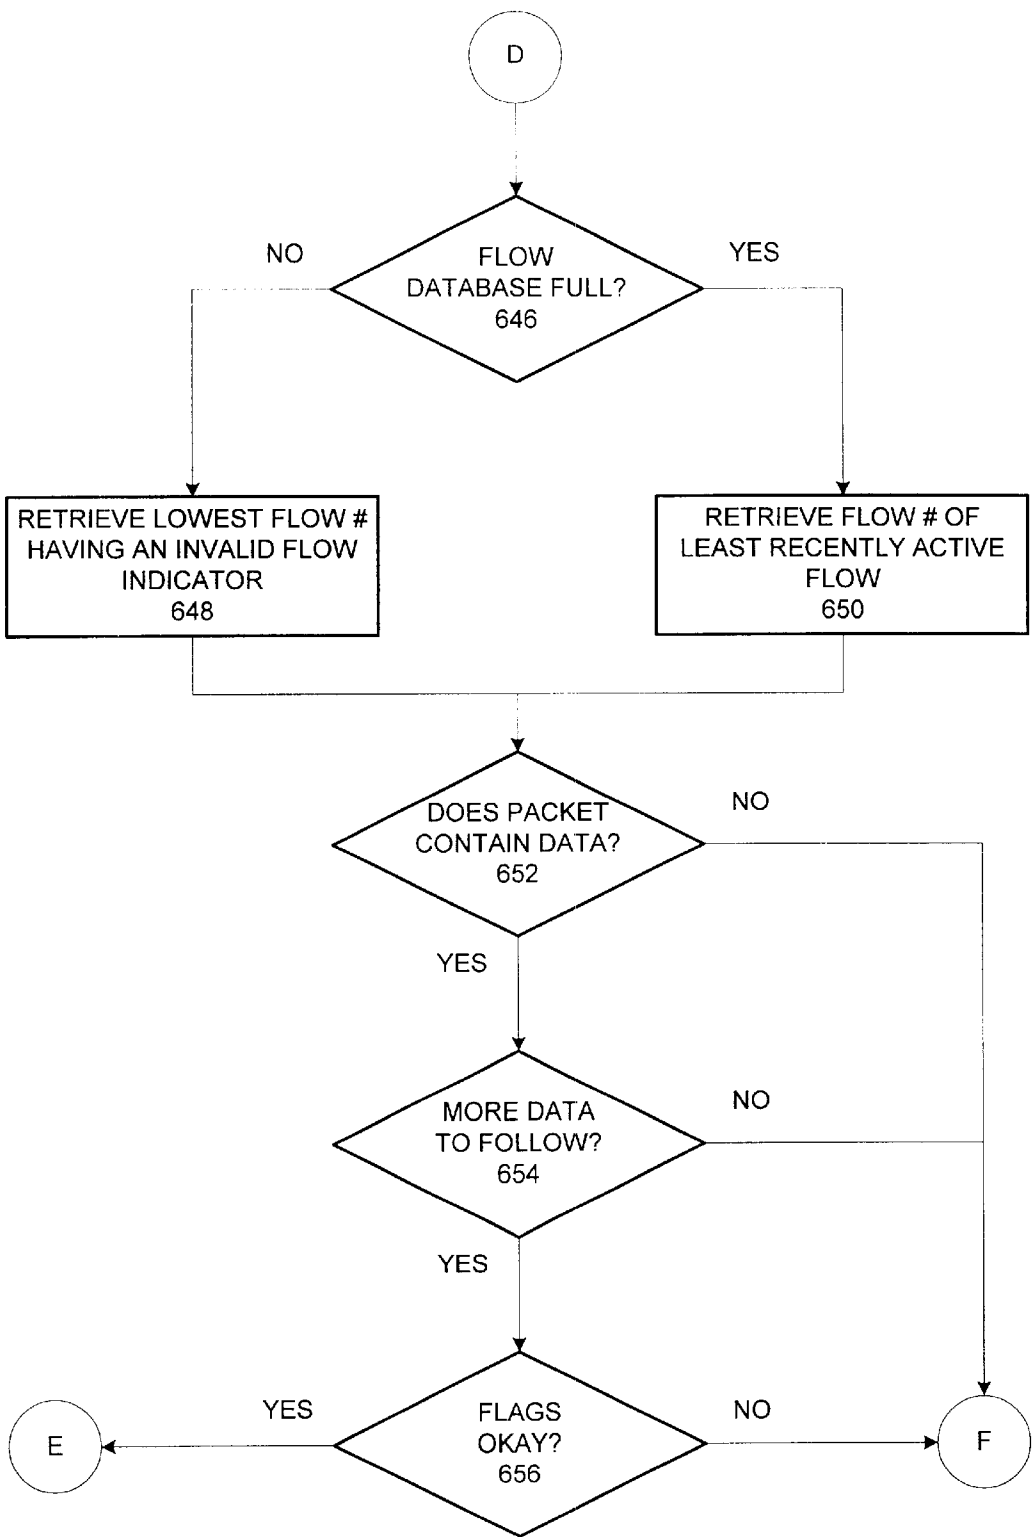 D
NO
YES
FLOW
DATABASE FULL?
646
RETRIEVE LOWEST FLOW #
HAVING AN INVALID FLOW
INDICATOR
648
RETRIEVE FLOW # OF
LEAST RECENTLY ACTIVE
FLOW
650
DOES PACKET
CONTAIN DATA?
652
NO
YES
MORE DATA
TO FOLLOW?
654
NO
YES
FLAGS
OKAY?
656
YES
NO
E
F